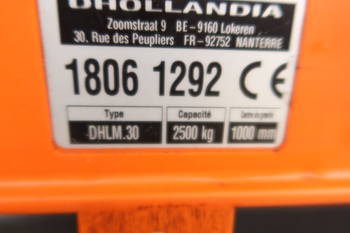 DHOLLANDIA
Zoomstraat 9 BE-9160 Lokeren
30. Rue des Peupliers FR-92752 NANTERRE
1806 1292 CE
Type Capacité Centre de gravité
DHLM.30 2500 kg 1000 mm